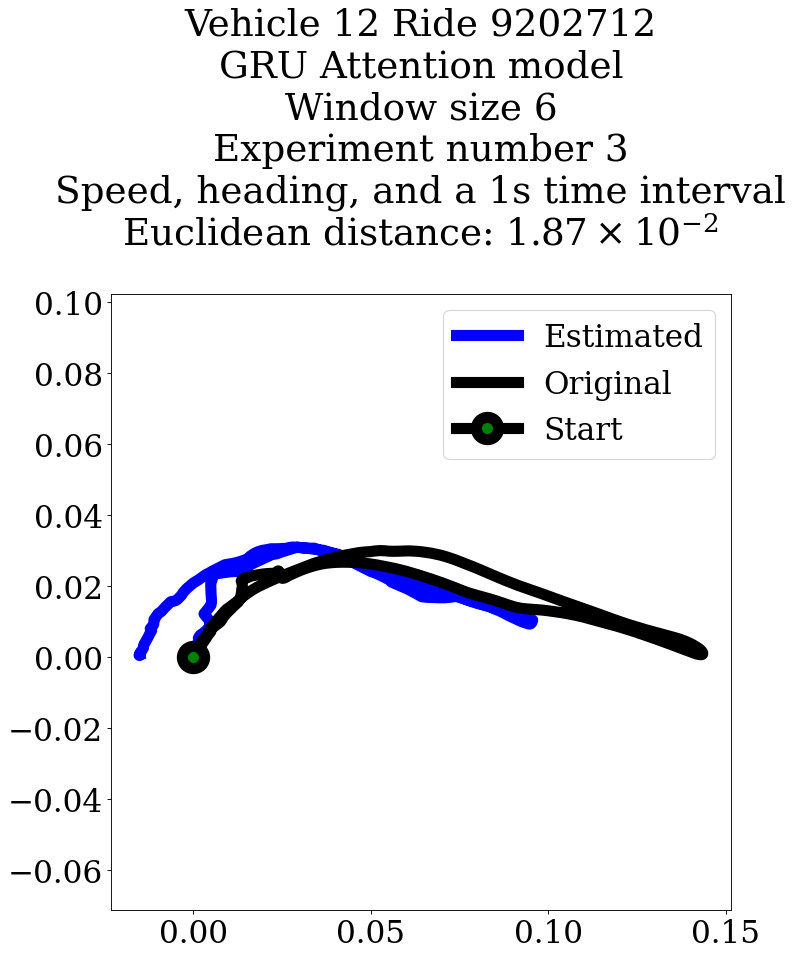 Vehicle 12 Ride 9202712
GRU Attention model
Window size 6
Experiment number 3
Speed, heading, and a 1s time interval
Euclidean distance: 1.87 × 10⁻²
0.10
0.08
0.06
0.04
0.02
0.00
−0.02
−0.04
−0.06
Estimated
Original
Start
0.00 0.05 0.10 0.15